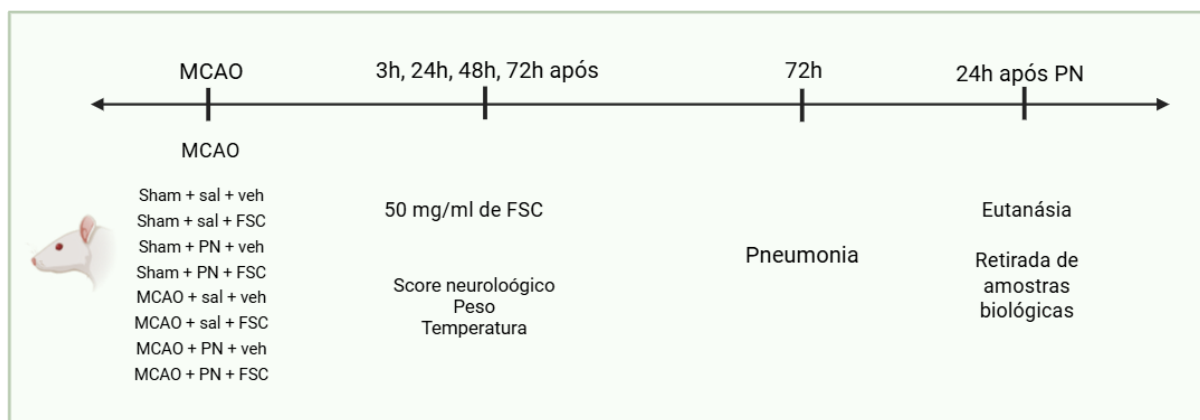 MCAO
3h, 24h, 48h, 72h após
72h
24h após PN
MCAO
Sham + sal + veh
Sham + sal + FSC
Sham + PN + veh
Sham + PN + FSC
MCAO + sal + veh
MCAO + sal + FSC
MCAO + PN + veh
MCAO + PN + FSC
50 mg/ml de FSC
Score neuroloógico
Peso
Temperatura
Pneumonia
Eutanásia
Retirada de
amostras
biológicas